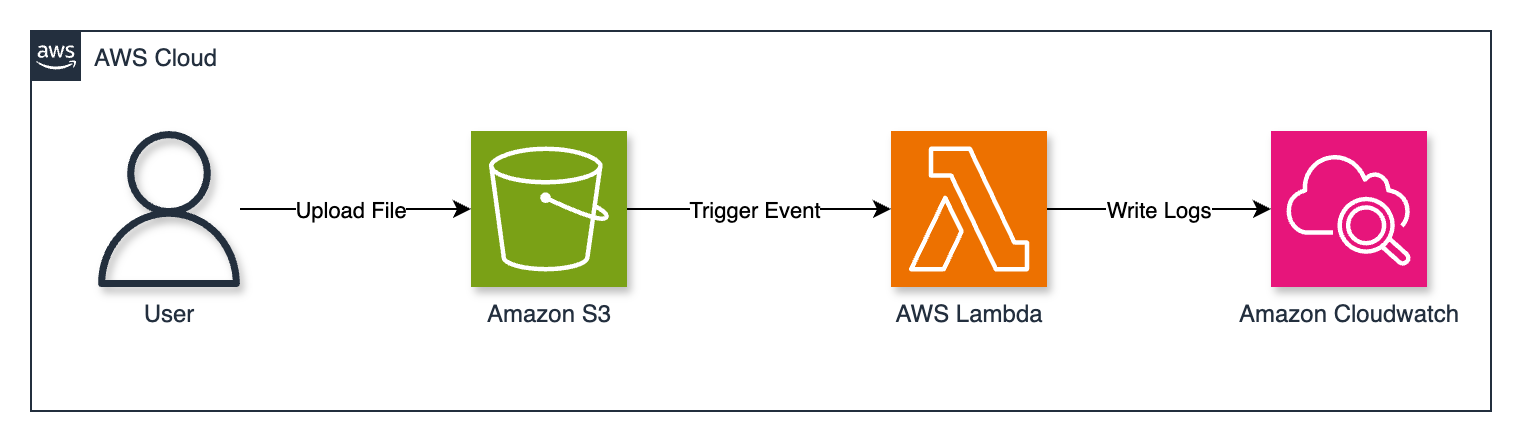 aws
AWS Cloud
Upload File
Trigger Event
Write Logs
User
Amazon S3
AWS Lambda
Amazon Cloudwatch